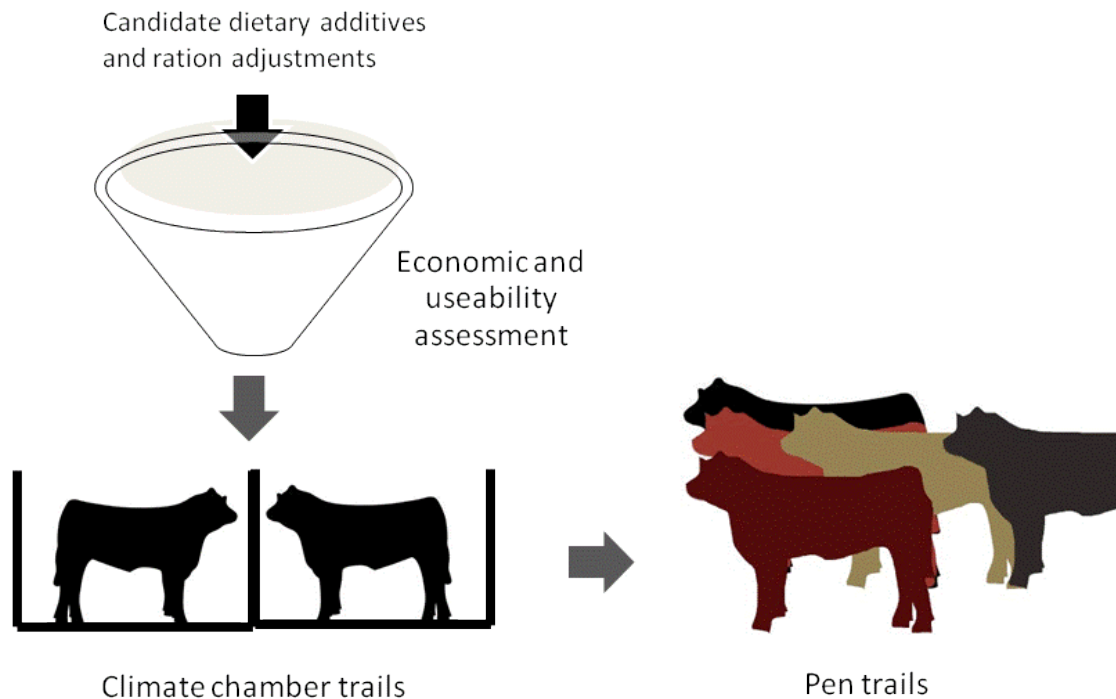 Candidate dietary additives
and ration adjustments
Economic and
useability
assessment
Climate chamber trails
Pen trails